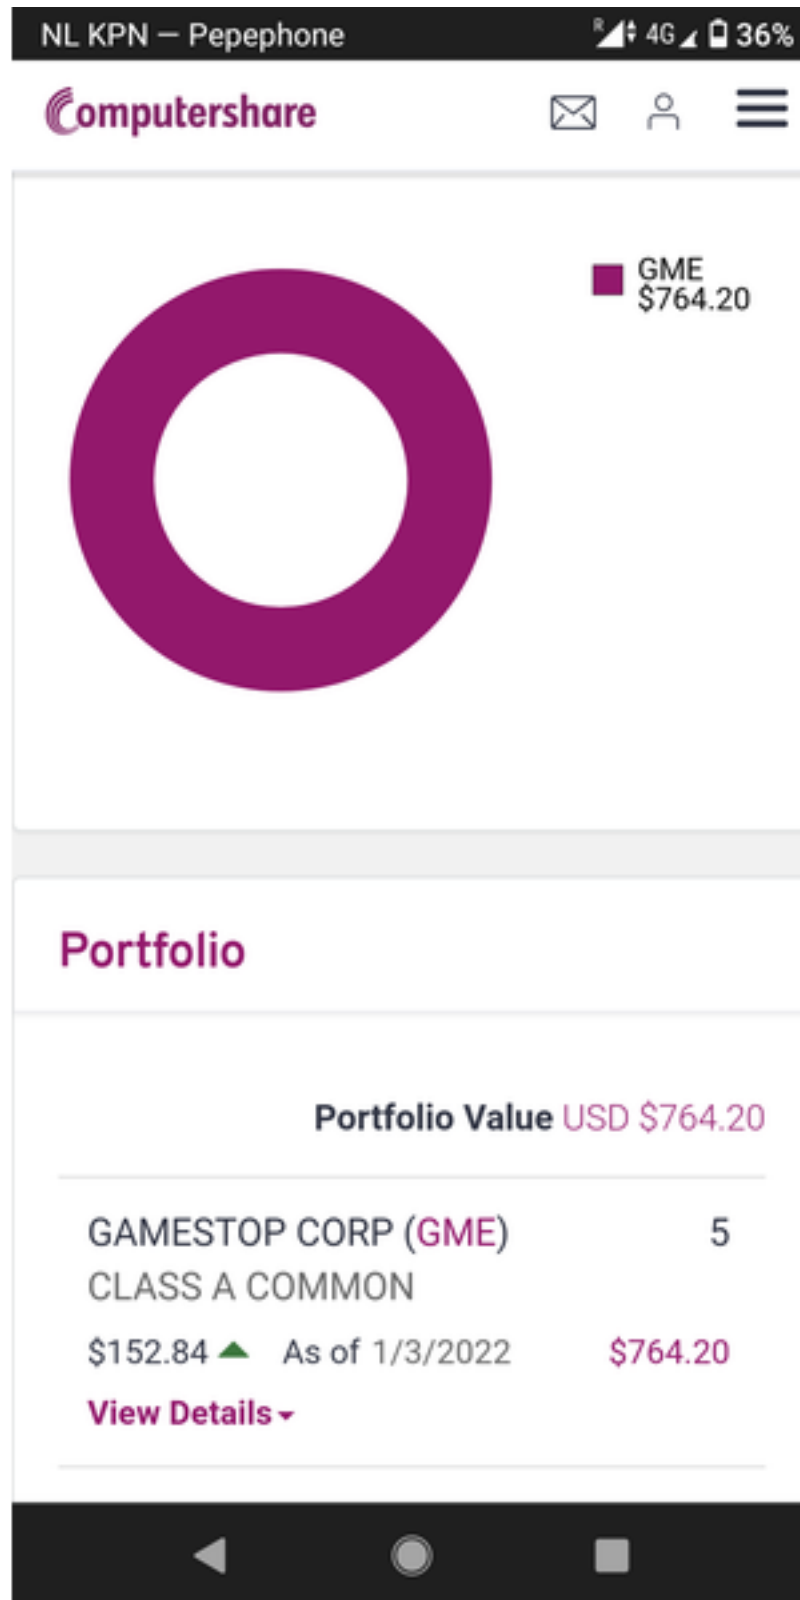 NL KPN — Pepephone R 4G 36%
Computershare
GME
$764.20
Portfolio
Portfolio Value USD $764.20
GAMESTOP CORP (GME) 5
CLASS A COMMON
$152.84 As of 1/3/2022 $764.20
View Details